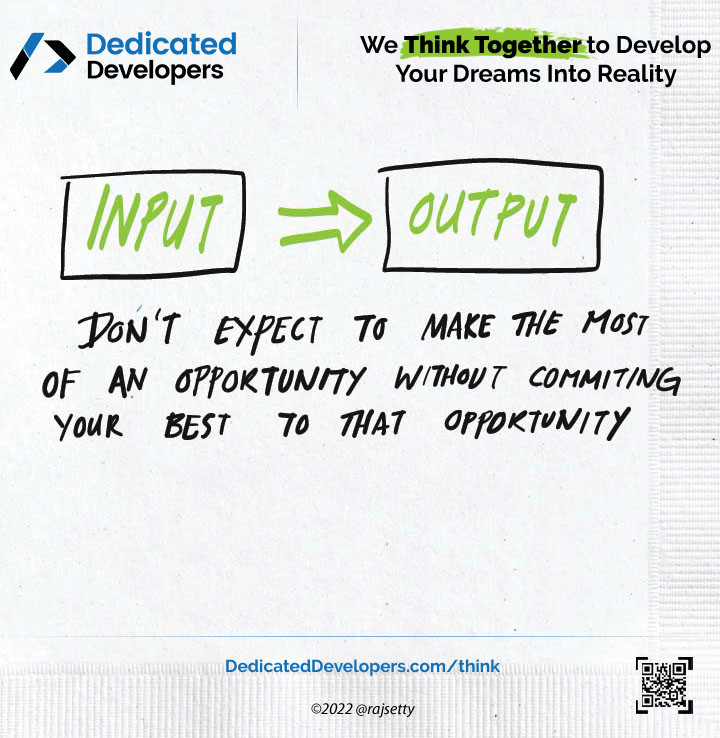 Dedicated
Developers
We Think Together to Develop
Your Dreams Into Reality
INPUT
OUTPUT
DON'T EXPECT TO MAKE THE MOST
OF AN OPPORTUNITY WITHOUT COMMITING
YOUR BEST TO THAT OPPORTUNITY
DedicatedDevelopers.com/think
©2022 @rajsetty